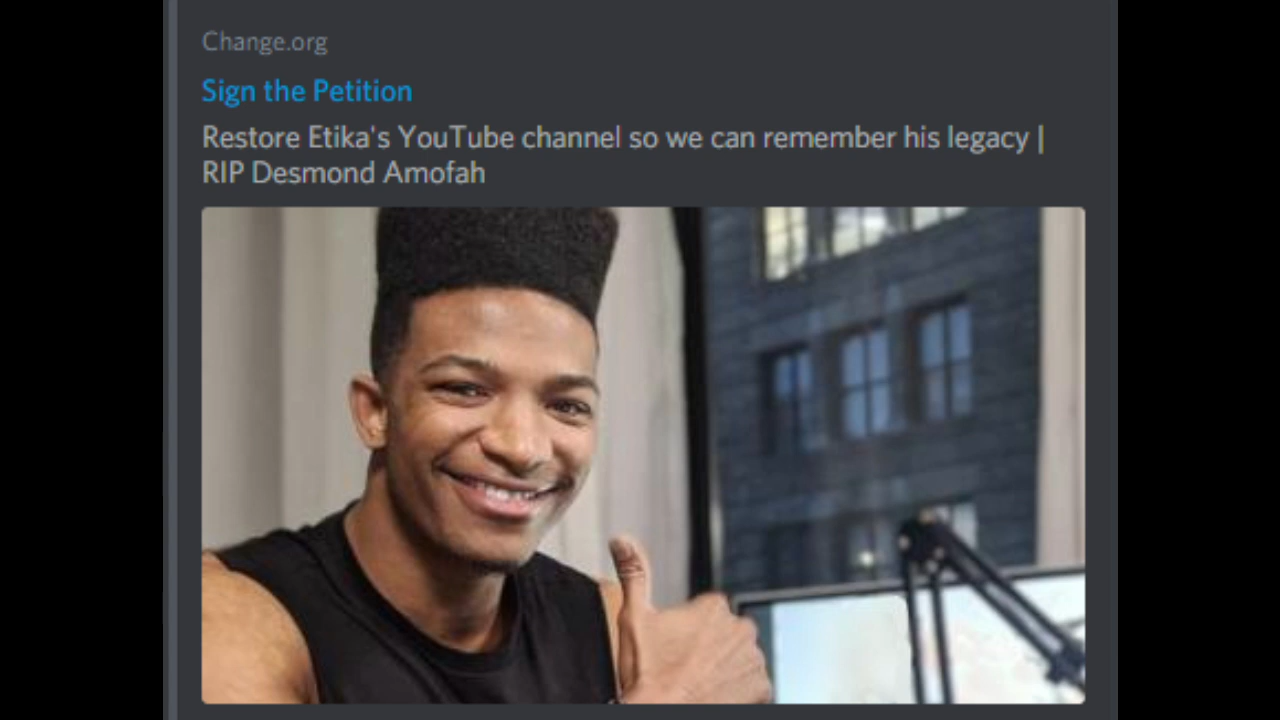 Change.org
Sign the Petition
Restore Etika's YouTube channel so we can remember his legacy |
RIP Desmond Amofah